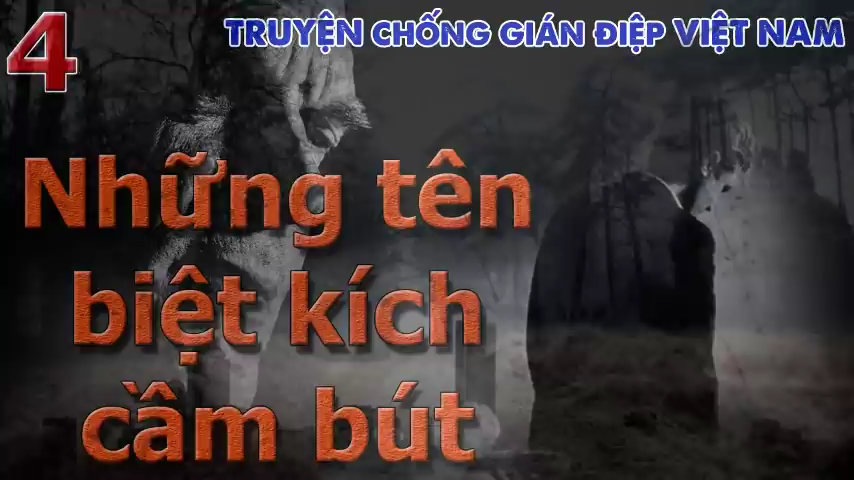 4
TRUYỆN CHỐNG GIÁN ĐIỆP VIỆT NAM
Những tên
biệt kích
cầm bút